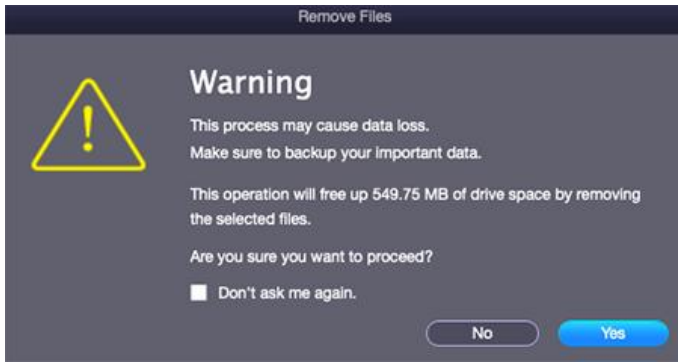 Remove Files
Warning
This process may cause data loss.
Make sure to backup your important data.
This operation will free up 549.75 MB of drive space by removing
the selected files.
Are you sure you want to proceed?
Don't ask me again.
No
Yes